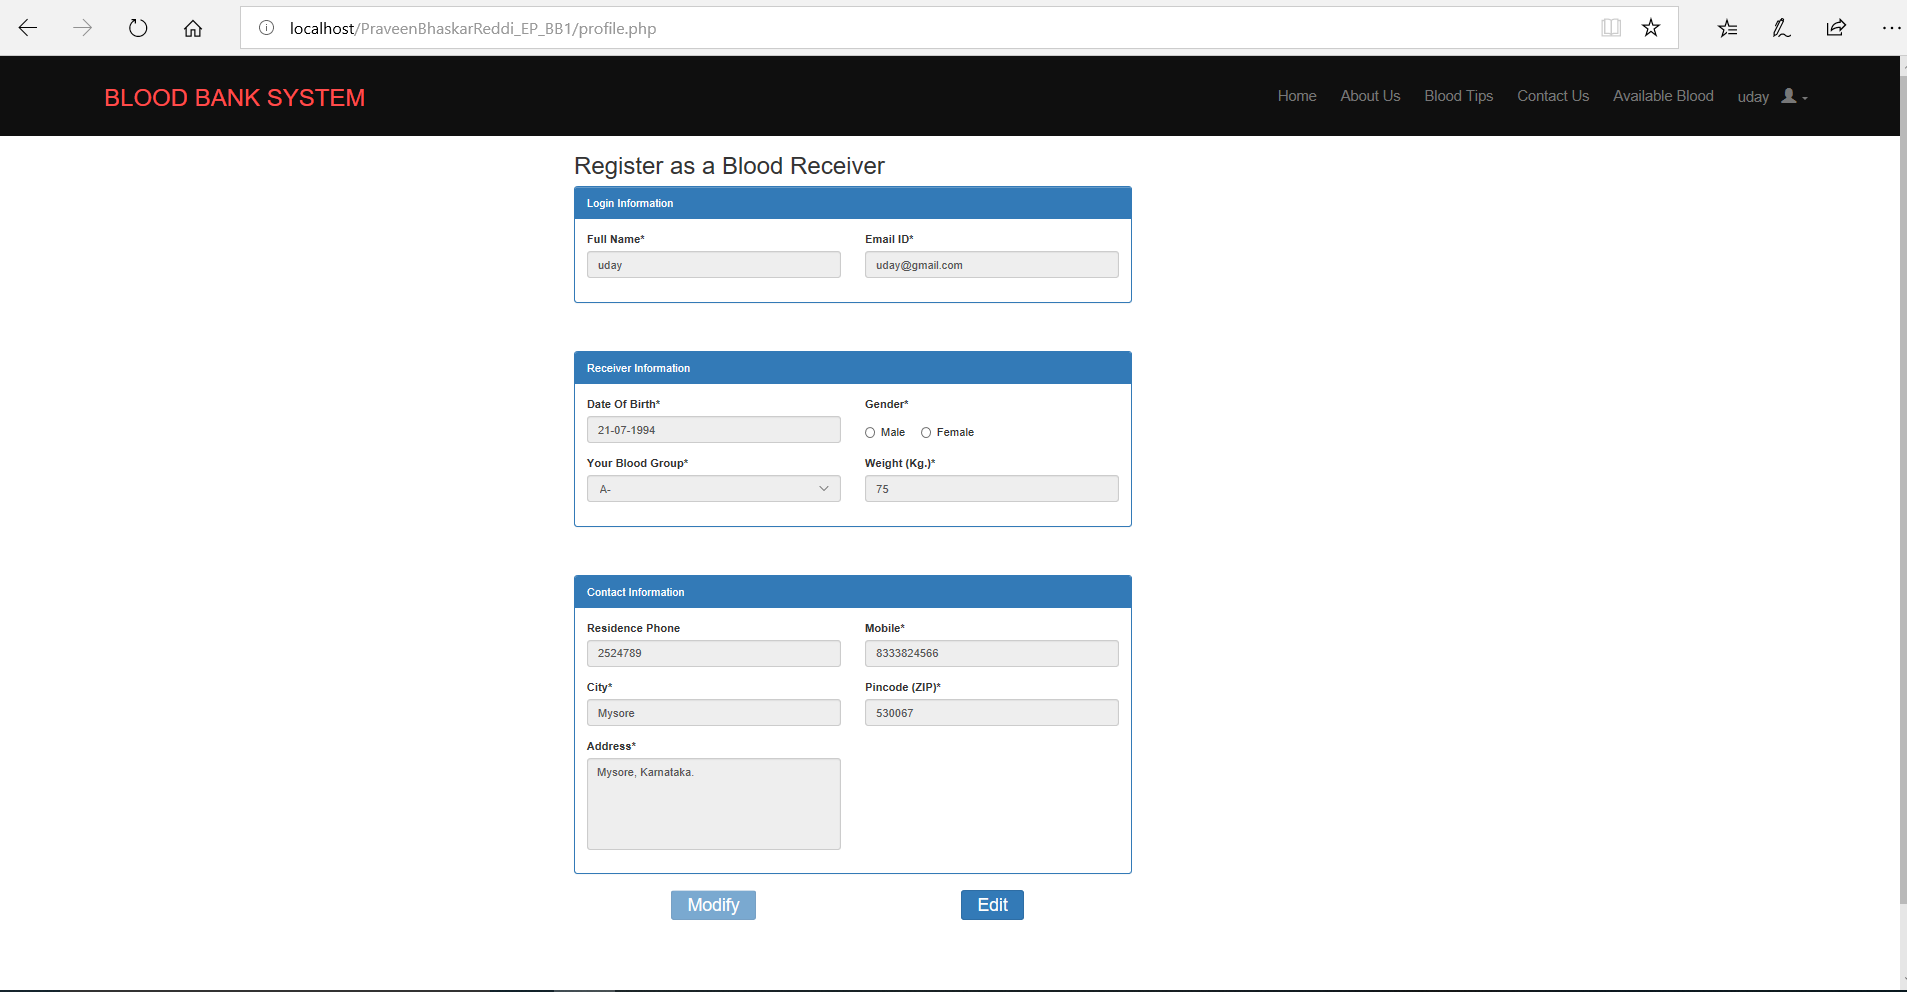 localhost/PraveenBhaskarReddi_EP_BB1/profile.php
BLOOD BANK SYSTEM
Home About Us Blood Tips Contact Us Available Blood uday
Register as a Blood Receiver
Login Information
Full Name* Email ID*
uday uday@gmail.com
Receiver Information
Date Of Birth* Gender*
21-07-1994 Male Female
Your Blood Group* Weight (Kg.)*
A- 75
Contact Information
Residence Phone Mobile*
2524789 8333824566
City* Pincode (ZIP)*
Mysore 530067
Address*
Mysore, Karnataka.
Modify Edit